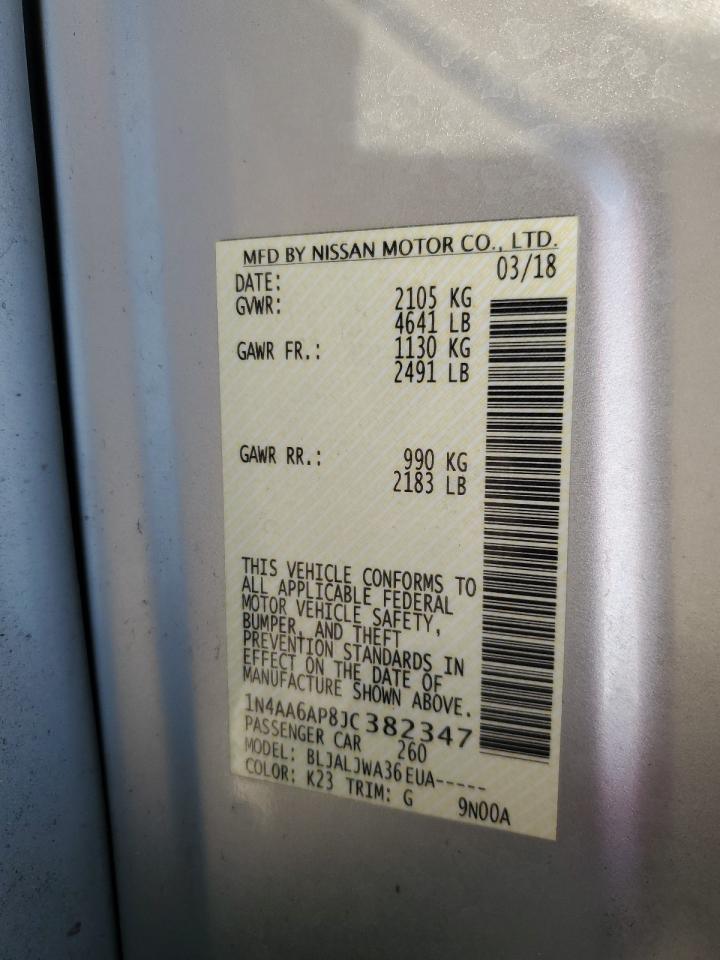 MFD BY NISSAN MOTOR CO., LTD.
DATE: 03/18
GVWR: 2105 KG
4641 LB
GAWR FR.: 1130 KG
2491 LB
GAWR RR.: 990 KG
2183 LB
THIS VEHICLE CONFORMS TO
ALL APPLICABLE FEDERAL
MOTOR VEHICLE SAFETY,
BUMPER, AND THEFT
PREVENTION STANDARDS IN
EFFECT ON THE DATE OF
MANUFACTURE SHOWN ABOVE.
1N4AA6AP8JC382347
PASSENGER CAR 260
MODEL: BLJALJWA36EUA-----
COLOR: K23 TRIM: G 9N00A